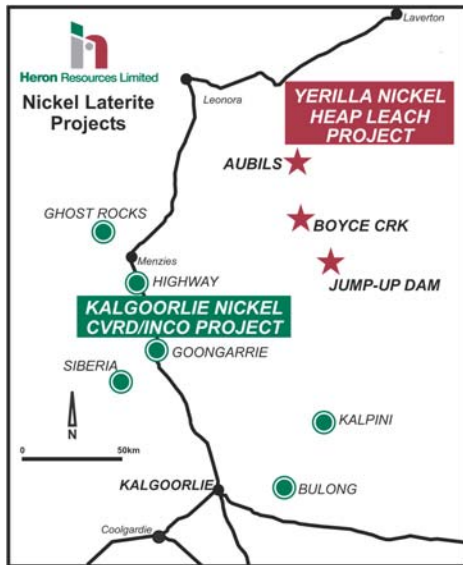 Laverton
Heron Resources Limited
Nickel Laterite
Projects
Leonora
YERILLA NICKEL
HEAP LEACH
PROJECT
AUBILS
GHOST ROCKS
BOYCE CRK
Menzies
JUMP-UP DAM
HIGHWAY
KALGOORLIE NICKEL
CVRD/INCO PROJECT
GOONGARRIE
SIBERIA
N
KALPINI
0 50km
KALGOORLIE
BULONG
Coolgardie